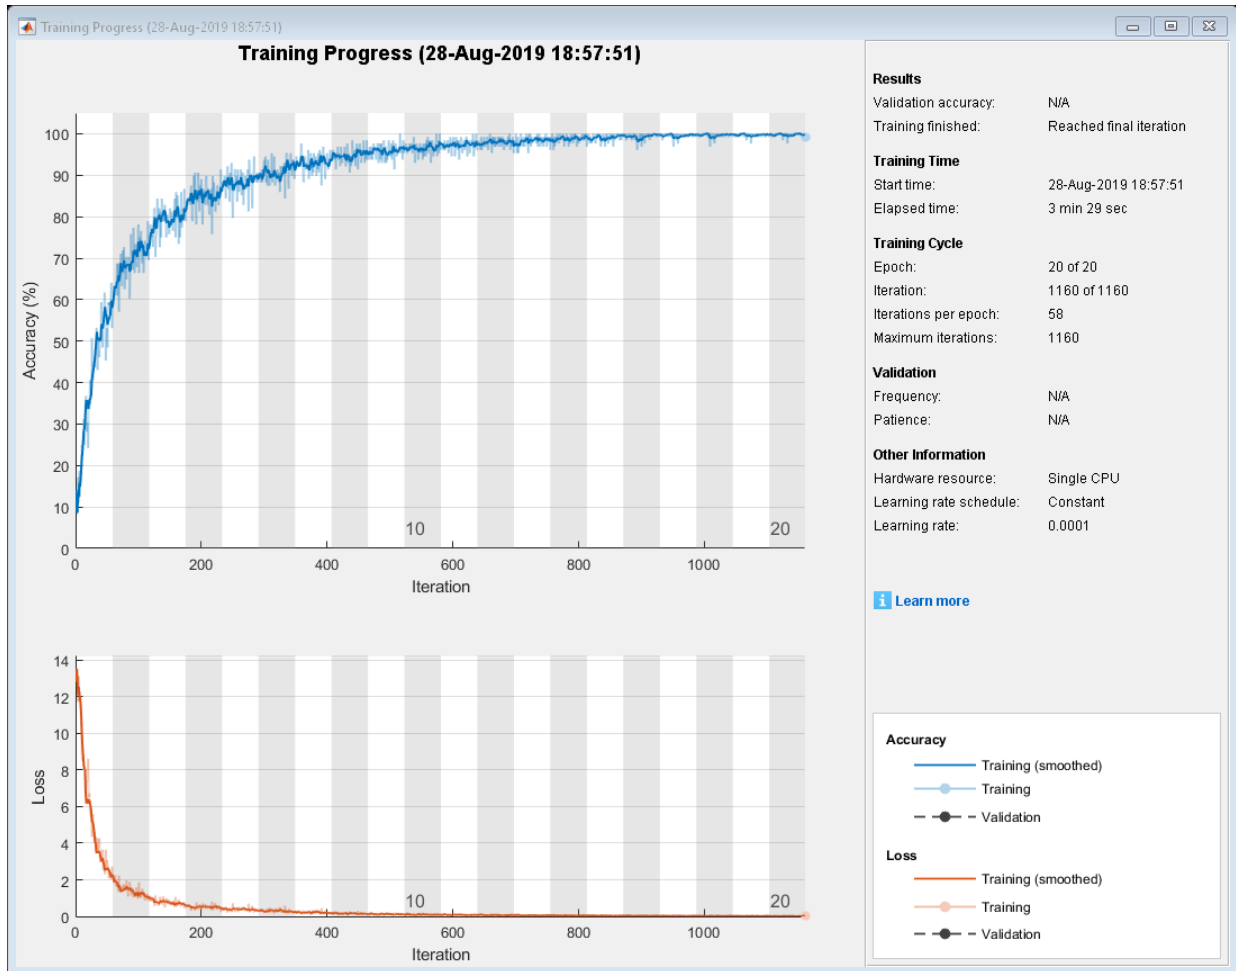 Training Progress (28-Aug-2019 18:57:51)
Training Progress (28-Aug-2019 18:57:51)
100
90
80
70
60
50
40
30
20
10
0
Accuracy (%)
10
20
0 200 400 600 800 1000
Iteration
14
12
10
8
6
4
2
0
Loss
10
20
0 200 400 600 800 1000
Iteration
Results
Validation accuracy: N/A
Training finished: Reached final iteration
Training Time
Start time: 28-Aug-2019 18:57:51
Elapsed time: 3 min 29 sec
Training Cycle
Epoch: 20 of 20
Iteration: 1160 of 1160
Iterations per epoch: 58
Maximum iterations: 1160
Validation
Frequency: N/A
Patience: N/A
Other Information
Hardware resource: Single CPU
Learning rate schedule: Constant
Learning rate: 0.0001
i Learn more
Accuracy
Training (smoothed)
Training
Validation
Loss
Training (smoothed)
Training
Validation